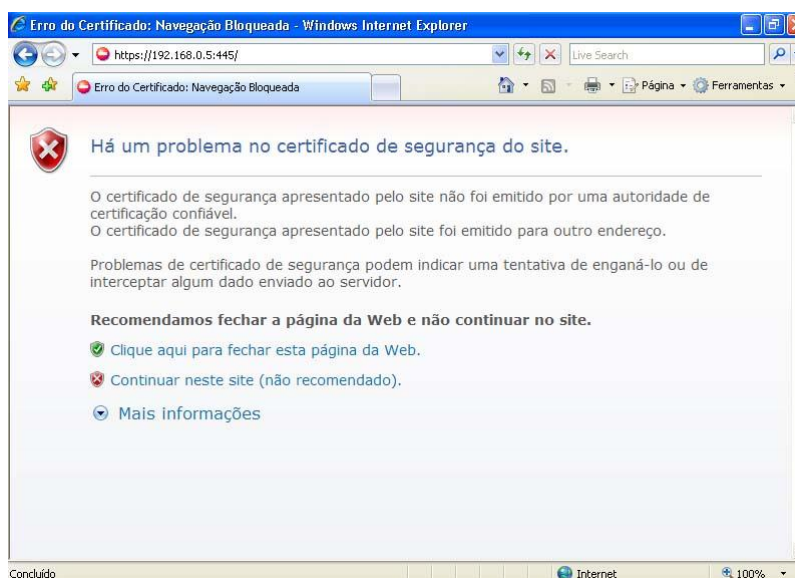 Erro do Certificado: Navegação Bloqueada - Windows Internet Explorer
https://192.168.0.5:445/
Live Search
Erro do Certificado: Navegação Bloqueada
Página
Ferramentas
Há um problema no certificado de segurança do site.
O certificado de segurança apresentado pelo site não foi emitido por uma autoridade de
certificação confiável.
O certificado de segurança apresentado pelo site foi emitido para outro endereço.
Problemas de certificado de segurança podem indicar uma tentativa de enganá-lo ou de
interceptar algum dado enviado ao servidor.
Recomendamos fechar a página da Web e não continuar no site.
Clique aqui para fechar esta página da Web.
Continuar neste site (não recomendado).
Mais informações
Concluído
Internet
100%